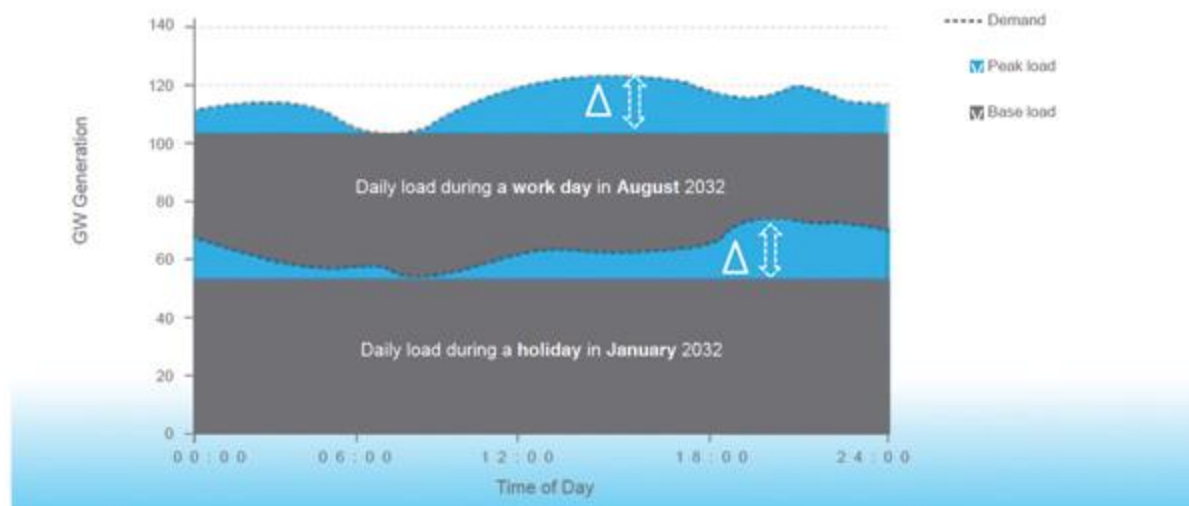 140
120
100
80
60
40
20
0
GW Generation
Daily load during a work day in August 2032
Δ
Daily load during a holiday in January 2032
Δ
00:00
06:00
12:00
18:00
24:00
Time of Day
Demand
Peak load
Base load